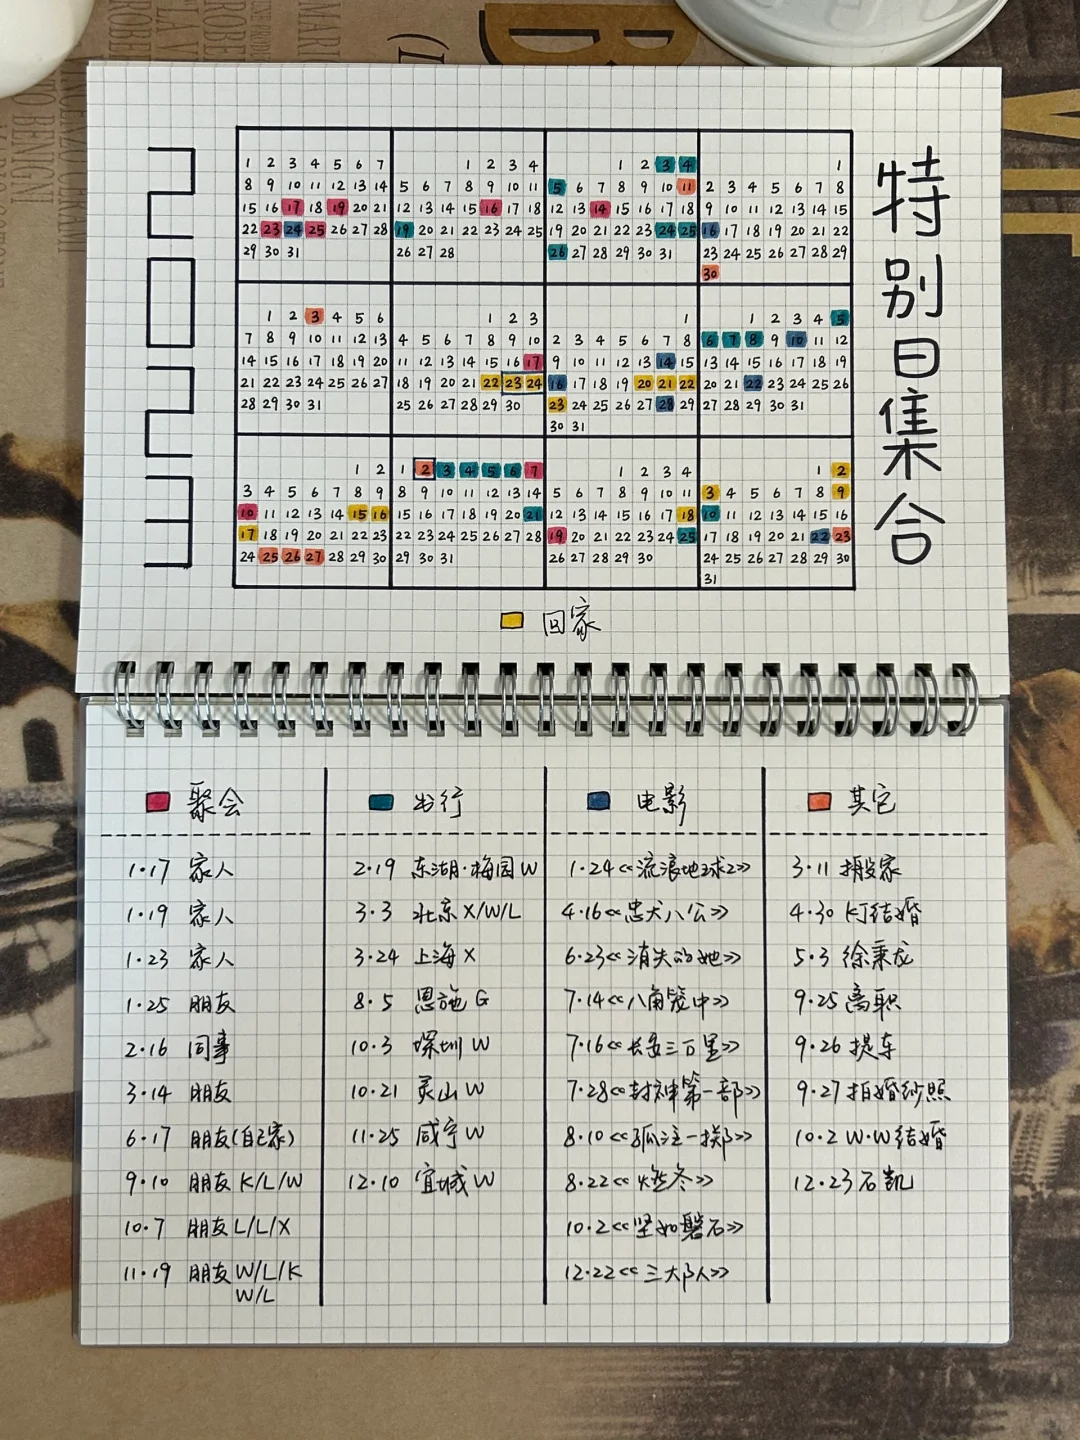 2023
特别日集合
1 2 3 4 5 6 7
8 9 10 11 12 13 14
15 16 17 18 19 20 21
22 23 24 25 26 27 28
29 30 31
1 2 3 4
5 6 7 8 9 10 11
12 13 14 15 16 17 18
19 20 21 22 23 24 25
26 27 28
1 2 3 4
5 6 7 8 9 10 11
12 13 14 15 16 17 18
19 20 21 22 23 24 25
26 27 28 29 30 31
1
2 3 4 5 6 7 8
9 10 11 12 13 14 15
16 17 18 19 20 21 22
23 24 25 26 27 28 29
30
1 2 3 4 5 6
7 8 9 10 11 12 13
14 15 16 17 18 19 20
21 22 23 24 25 26 27
28 29 30 31
1 2 3
4 5 6 7 8 9 10
11 12 13 14 15 16 17
18 19 20 21 22 23 24
25 26 27 28 29 30
1
2 3 4 5 6 7 8
9 10 11 12 13 14 15
16 17 18 19 20 21 22
23 24 25 26 27 28 29
30 31
1 2 3 4 5
6 7 8 9 10 11 12
13 14 15 16 17 18 19
20 21 22 23 24 25 26
27 28 29 30 31
1 2
3 4 5 6 7 8 9
10 11 12 13 14 15 16
17 18 19 20 21 22 23
24 25 26 27 28 29 30
1 2 3 4 5 6 7
8 9 10 11 12 13 14
15 16 17 18 19 20 21
22 23 24 25 26 27 28
29 30 31
1 2 3 4
5 6 7 8 9 10 11
12 13 14 15 16 17 18
19 20 21 22 23 24 25
26 27 28 29 30
1 2
3 4 5 6 7 8 9
10 11 12 13 14 15 16
17 18 19 20 21 22 23
24 25 26 27 28 29 30
31
回家
聚会
1·17 家人
1·19 家人
1·23 家人
1·25 朋友
2·16 同事
3·14 朋友
6·17 朋友(自己家)
9·10 朋友 K/L/W
10·7 朋友 L/L/X
11·19 朋友 W/L/K
W/L
出行
2·19 东湖·梅园 W
3·3 北京 X/W/L
3·24 上海 X
8·5 恩施 G
10·3 深圳 W
10·21 灵山 W
11·25 咸宁 W
12·10 宜城 W
电影
1·24《流浪地球2》
4·16《忠犬八公》
6·23《消失的她》
7·14《八角笼中》
7·16《长安三万里》
7·28《封神第一部》
8·10《孤注一掷》
8·22《燃冬》
10·2《坚如磐石》
12·22《三大队》
其它
3·11 搬家
4·30 KJ结婚
5·3 徐秉龙
9·25 离职
9·26 提车
9·27 拍婚纱照
10·2 W·W结婚
12·23 石凯